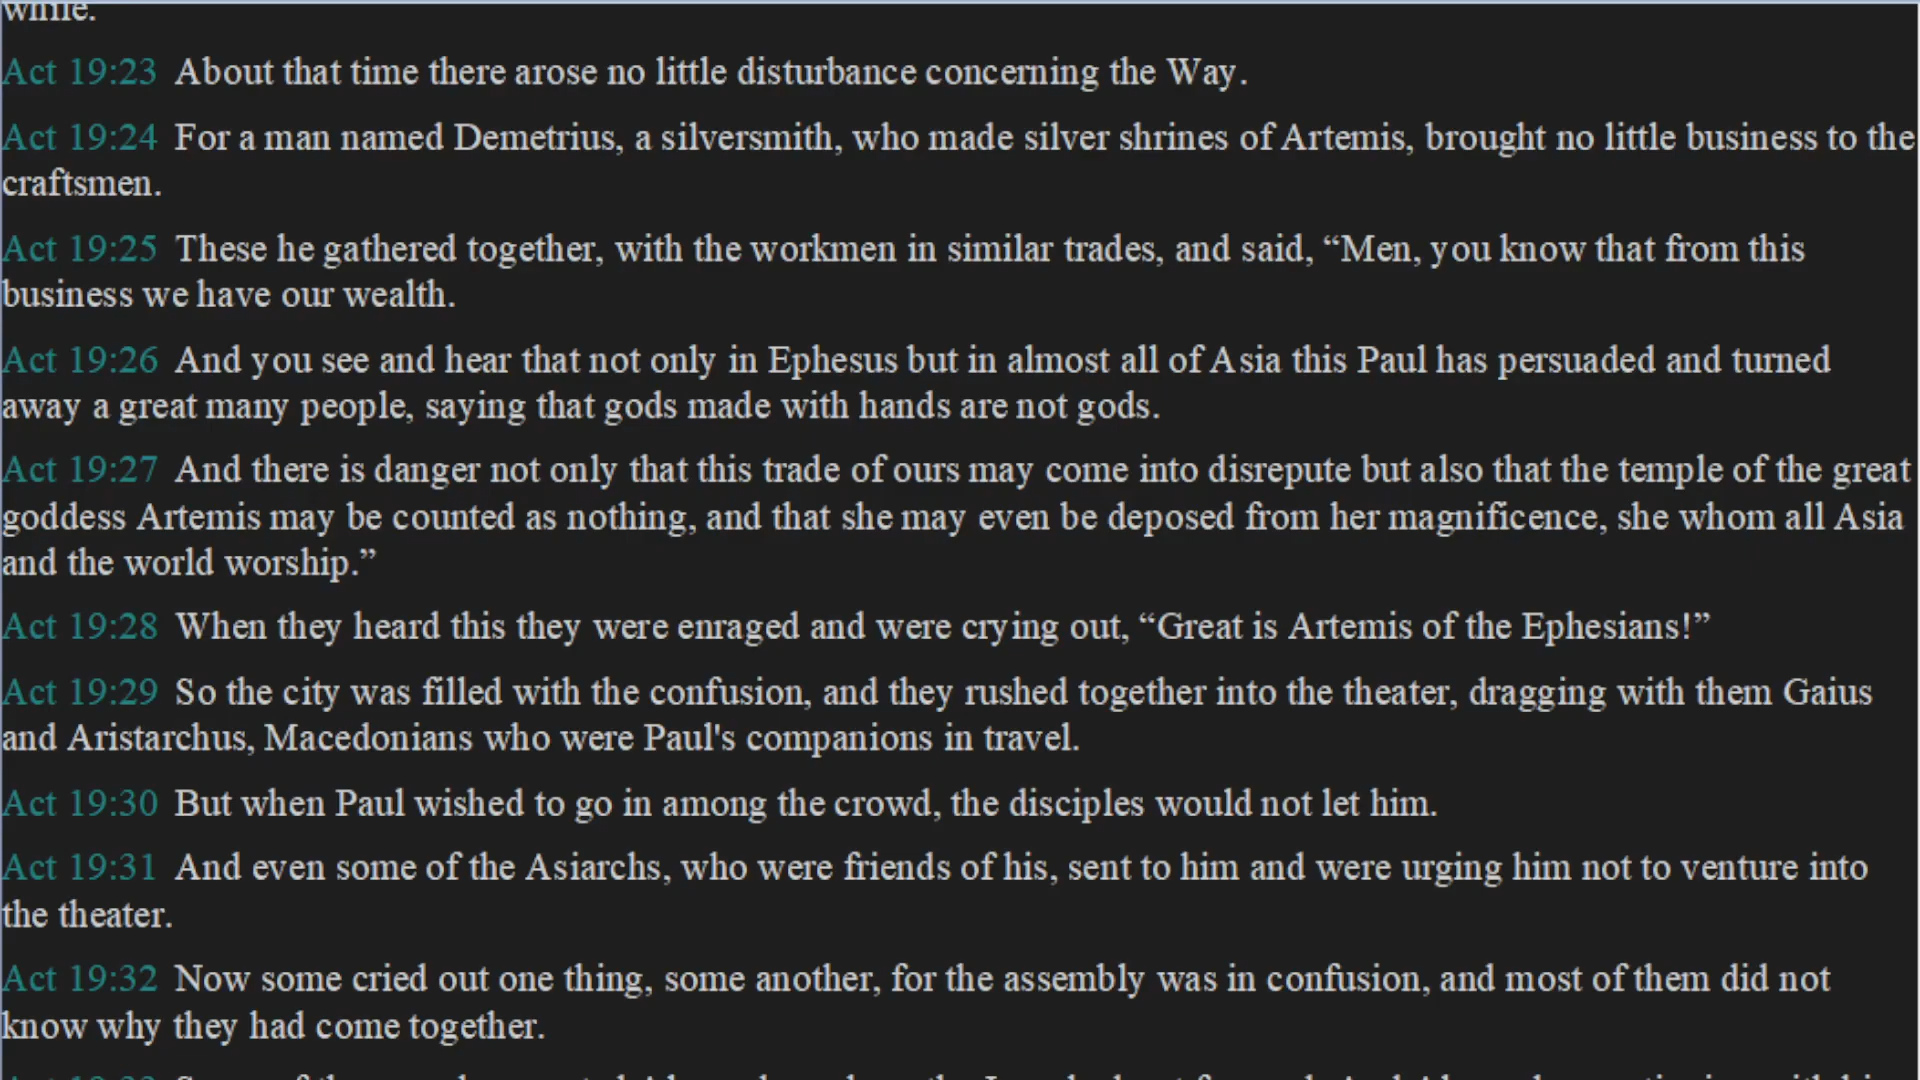 while.
Act 19:23 About that time there arose no little disturbance concerning the Way.
Act 19:24 For a man named Demetrius, a silversmith, who made silver shrines of Artemis, brought no little business to the
craftsmen.
Act 19:25 These he gathered together, with the workmen in similar trades, and said, “Men, you know that from this
business we have our wealth.
Act 19:26 And you see and hear that not only in Ephesus but in almost all of Asia this Paul has persuaded and turned
away a great many people, saying that gods made with hands are not gods.
Act 19:27 And there is danger not only that this trade of ours may come into disrepute but also that the temple of the great
goddess Artemis may be counted as nothing, and that she may even be deposed from her magnificence, she whom all Asia
and the world worship.”
Act 19:28 When they heard this they were enraged and were crying out, “Great is Artemis of the Ephesians!”
Act 19:29 So the city was filled with the confusion, and they rushed together into the theater, dragging with them Gaius
and Aristarchus, Macedonians who were Paul's companions in travel.
Act 19:30 But when Paul wished to go in among the crowd, the disciples would not let him.
Act 19:31 And even some of the Asiarchs, who were friends of his, sent to him and were urging him not to venture into
the theater.
Act 19:32 Now some cried out one thing, some another, for the assembly was in confusion, and most of them did not
know why they had come together.